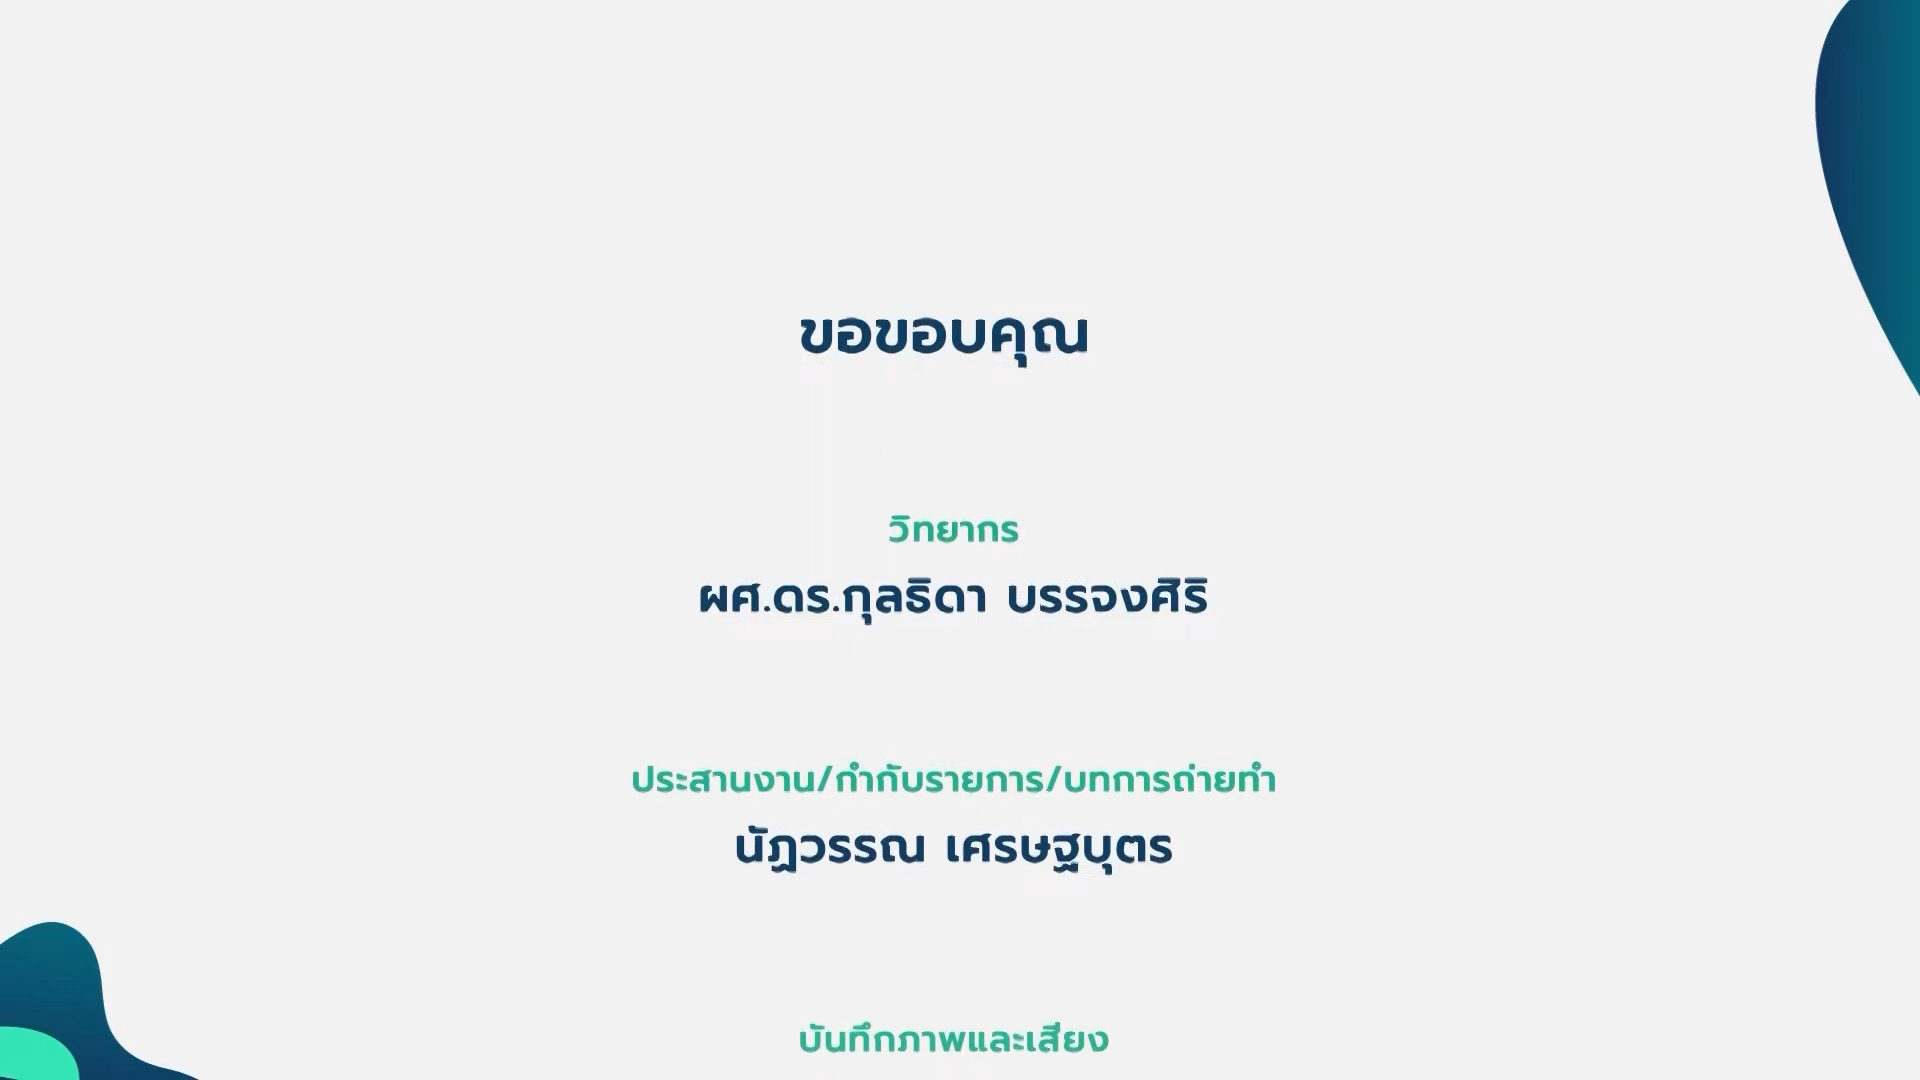 ขอขอบคุณ
วิทยากร
ผศ.ดร.กุลธิดา บรรจงศิริ
ประสานงาน/กำกับรายการ/บทการถ่ายทำ
นัฏวรรณ เศรษฐบุตร
บันทึกภาพและเสียง